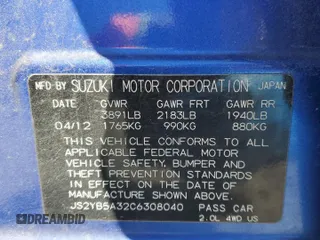 MFD BY SUZUKI MOTOR CORPORATION JAPAN
DATE GVWR GAWR FRT GAWR RR
3891LB 2183LB 1940LB
04/12 1765KG 990KG 880KG
THIS VEHICLE CONFORMS TO ALL
APPLICABLE FEDERAL MOTOR
VEHICLE SAFETY, BUMPER AND
THEFT PREVENTION STANDARDS
IN EFFECT ON THE DATE OF
MANUFACTURE SHOWN ABOVE.
JS2YB5A32C6308040 PASS CAR
2.0L 4WD US
DREAMBID